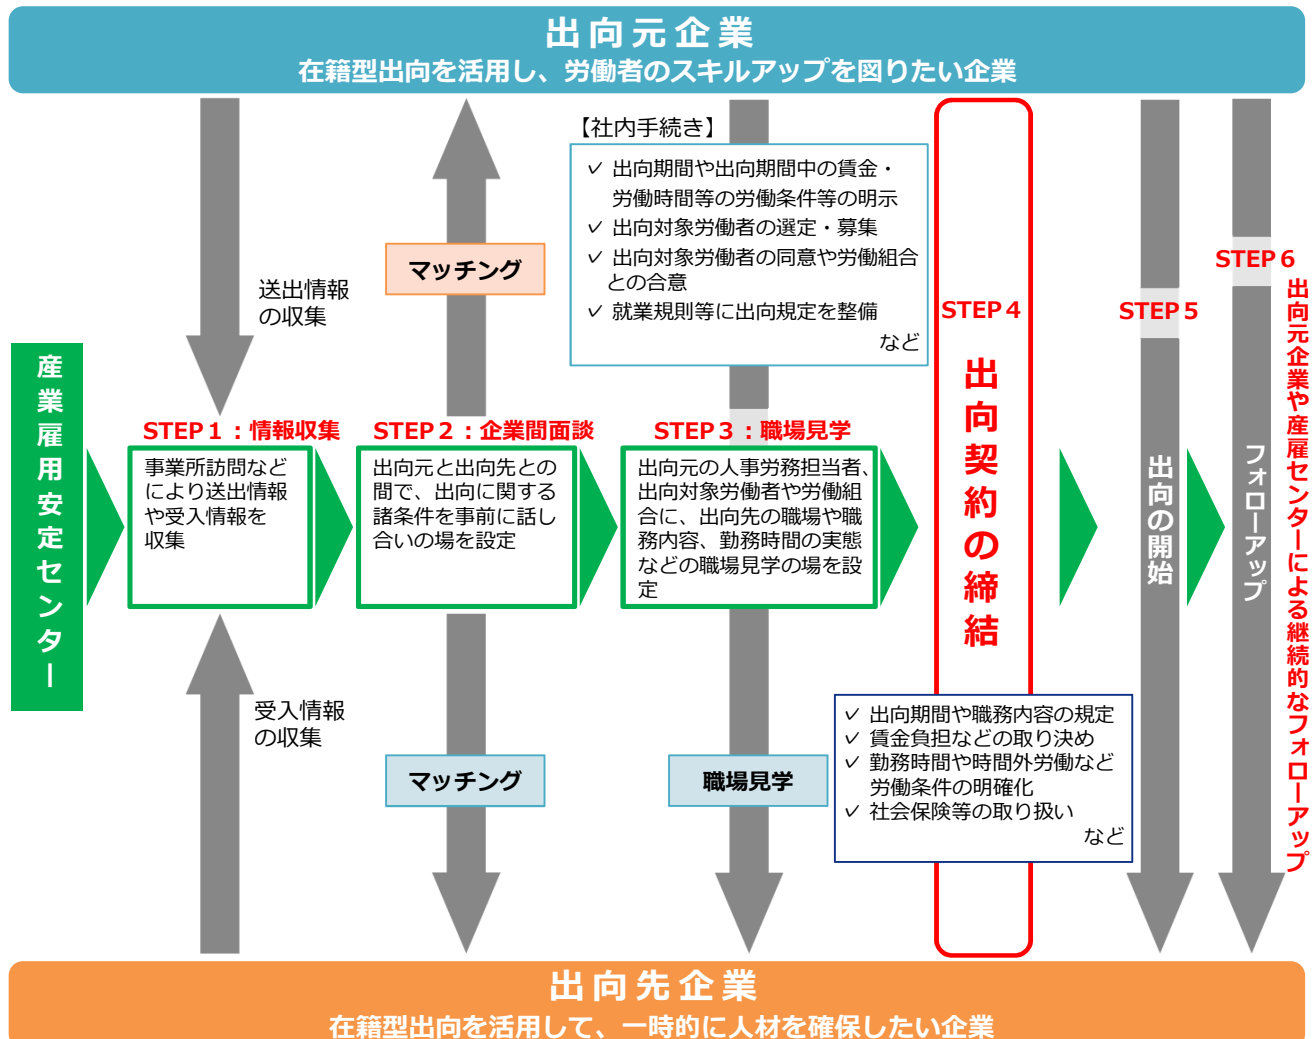 出向元企業
在籍型出向を活用し、労働者のスキルアップを図りたい企業
【社内手続き】
✓ 出向期間や出向期間中の賃金・
労働時間等の労働条件等の明示
✓ 出向対象労働者の選定・募集
✓ 出向対象労働者の同意や労働組合
との合意
✓ 就業規則等に出向規定を整備
など
マッチング
送出情報
の収集
産業雇用安定センター
STEP１：情報収集
事業所訪問など
により送出情報
や受入情報を
収集
STEP２：企業間面談
出向元と出向先との
間で、出向に関する
諸条件を事前に話し
合いの場を設定
STEP３：職場見学
出向元の人事労務担当者、
出向対象労働者や労働組
合に、出向先の職場や職
務内容、勤務時間の実態
などの職場見学の場を設
定
STEP４
出向契約の締結
STEP５
出向の開始
STEP６
フォローアップ
出向元企業や産雇センターによる継続的なフォローアップ
受入情報
の収集
マッチング
職場見学
✓ 出向期間や職務内容の規定
✓ 賃金負担などの取り決め
✓ 勤務時間や時間外労働など
労働条件の明確化
✓ 社会保険等の取り扱い
など
出向先企業
在籍型出向を活用して、一時的に人材を確保したい企業